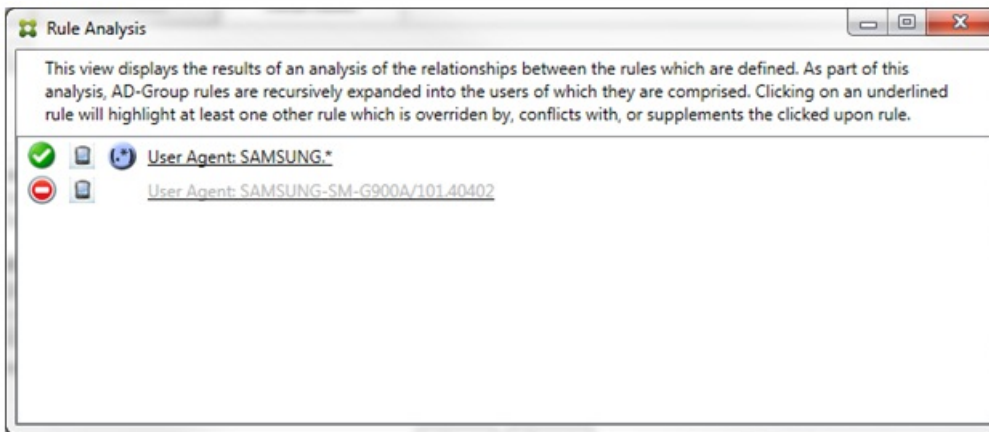 Rule Analysis
This view displays the results of an analysis of the relationships between the rules which are defined. As part of this
analysis, AD-Group rules are recursively expanded into the users of which they are comprised. Clicking on an underlined
rule will highlight at least one other rule which is overriden by, conflicts with, or supplements the clicked upon rule.
(.*) User Agent: SAMSUNG.*
User Agent: SAMSUNG-SM-G900A/101.40402